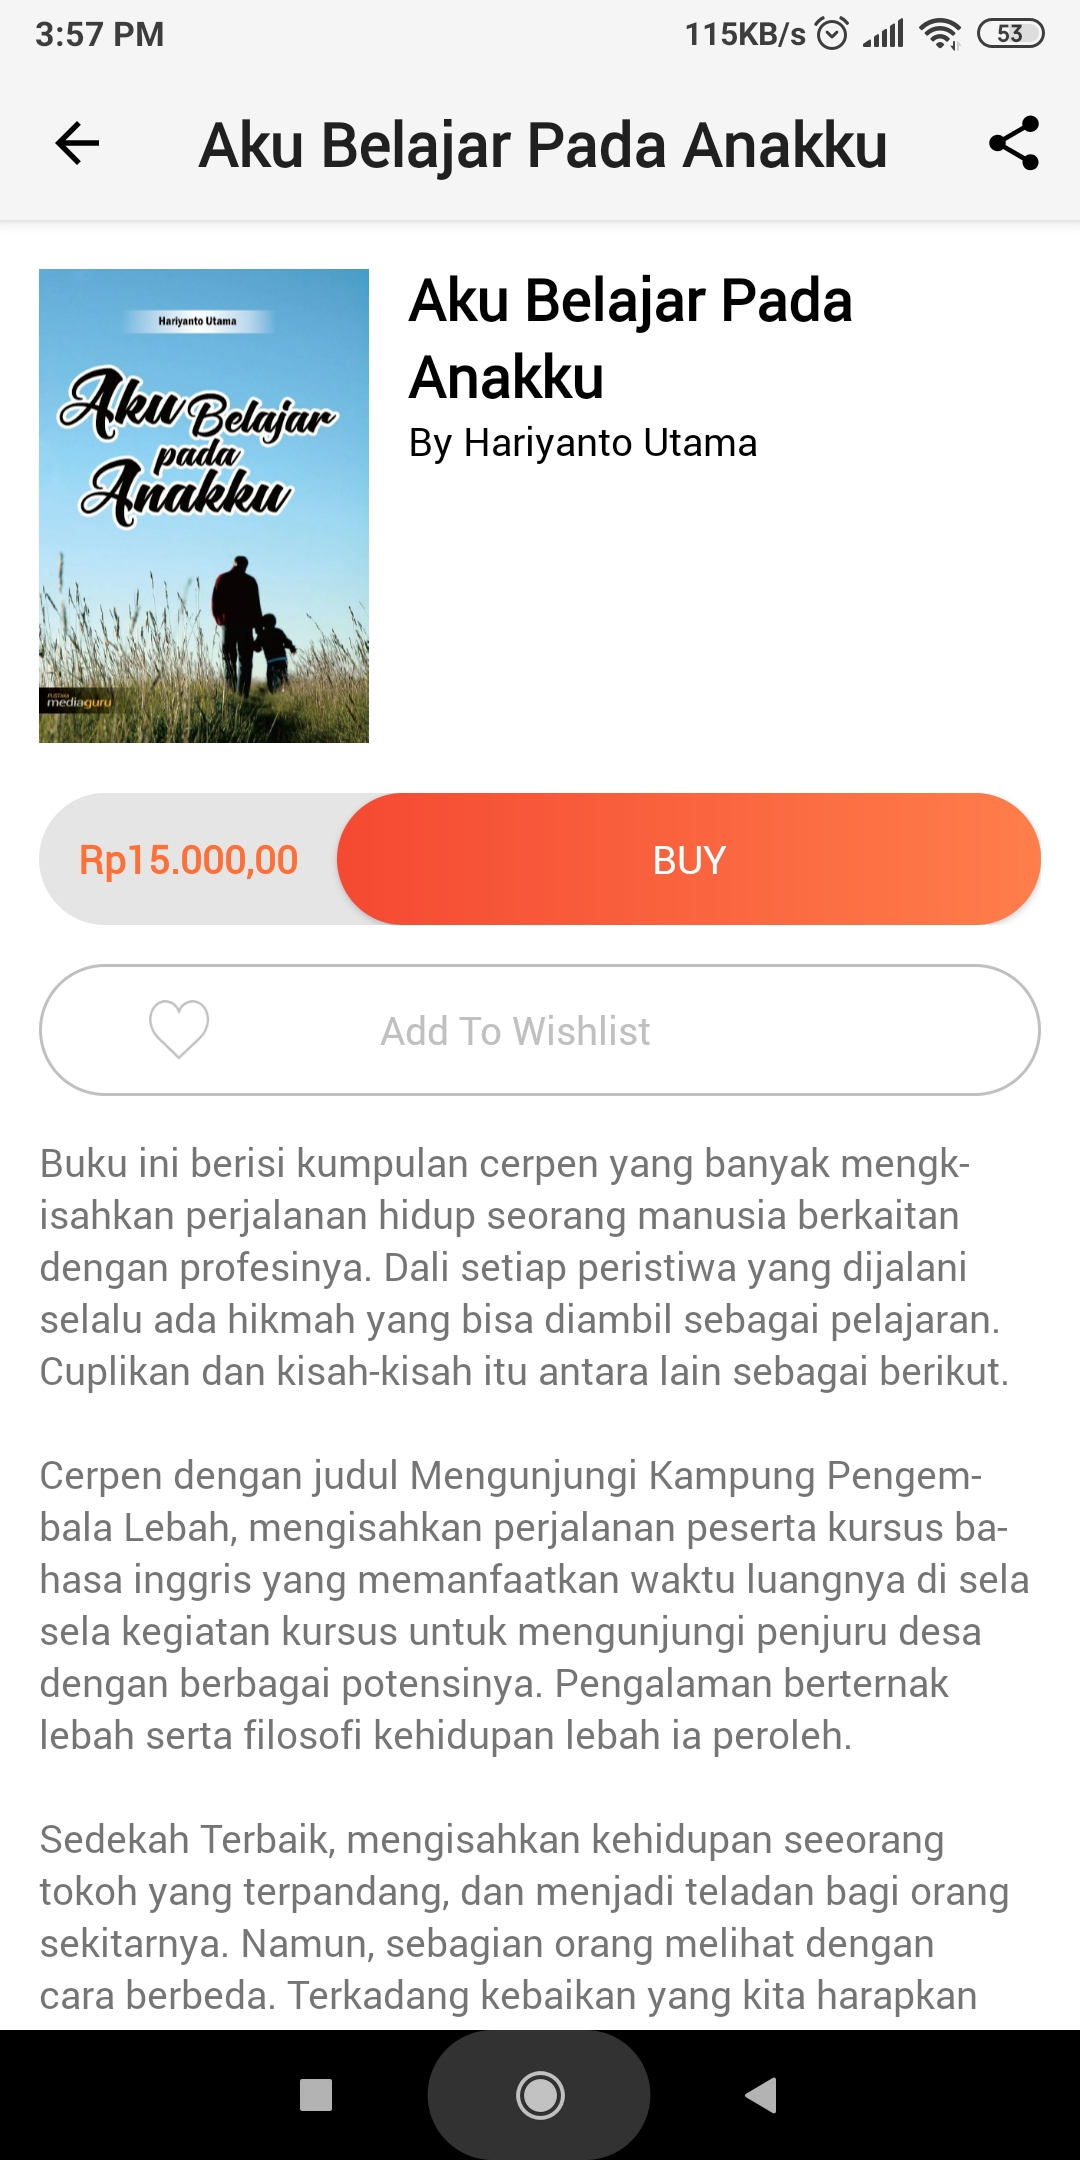 3:57 PM
115KB/s
53
Aku Belajar Pada Anakku
Hariyanto Utama
Aku Belajar
pada
Anakku
PUSTAKA
mediaguru
Aku Belajar Pada
Anakku
By Hariyanto Utama
Rp15.000,00
BUY
Add To Wishlist
Buku ini berisi kumpulan cerpen yang banyak mengk-
isahkan perjalanan hidup seorang manusia berkaitan
dengan profesinya. Dali setiap peristiwa yang dijalani
selalu ada hikmah yang bisa diambil sebagai pelajaran.
Cuplikan dan kisah-kisah itu antara lain sebagai berikut.
Cerpen dengan judul Mengunjungi Kampung Pengem-
bala Lebah, mengisahkan perjalanan peserta kursus ba-
hasa inggris yang memanfaatkan waktu luangnya di sela
sela kegiatan kursus untuk mengunjungi penjuru desa
dengan berbagai potensinya. Pengalaman berternak
lebah serta filosofi kehidupan lebah ia peroleh.
Sedekah Terbaik, mengisahkan kehidupan seeorang
tokoh yang terpandang, dan menjadi teladan bagi orang
sekitarnya. Namun, sebagian orang melihat dengan
cara berbeda. Terkadang kebaikan yang kita harapkan